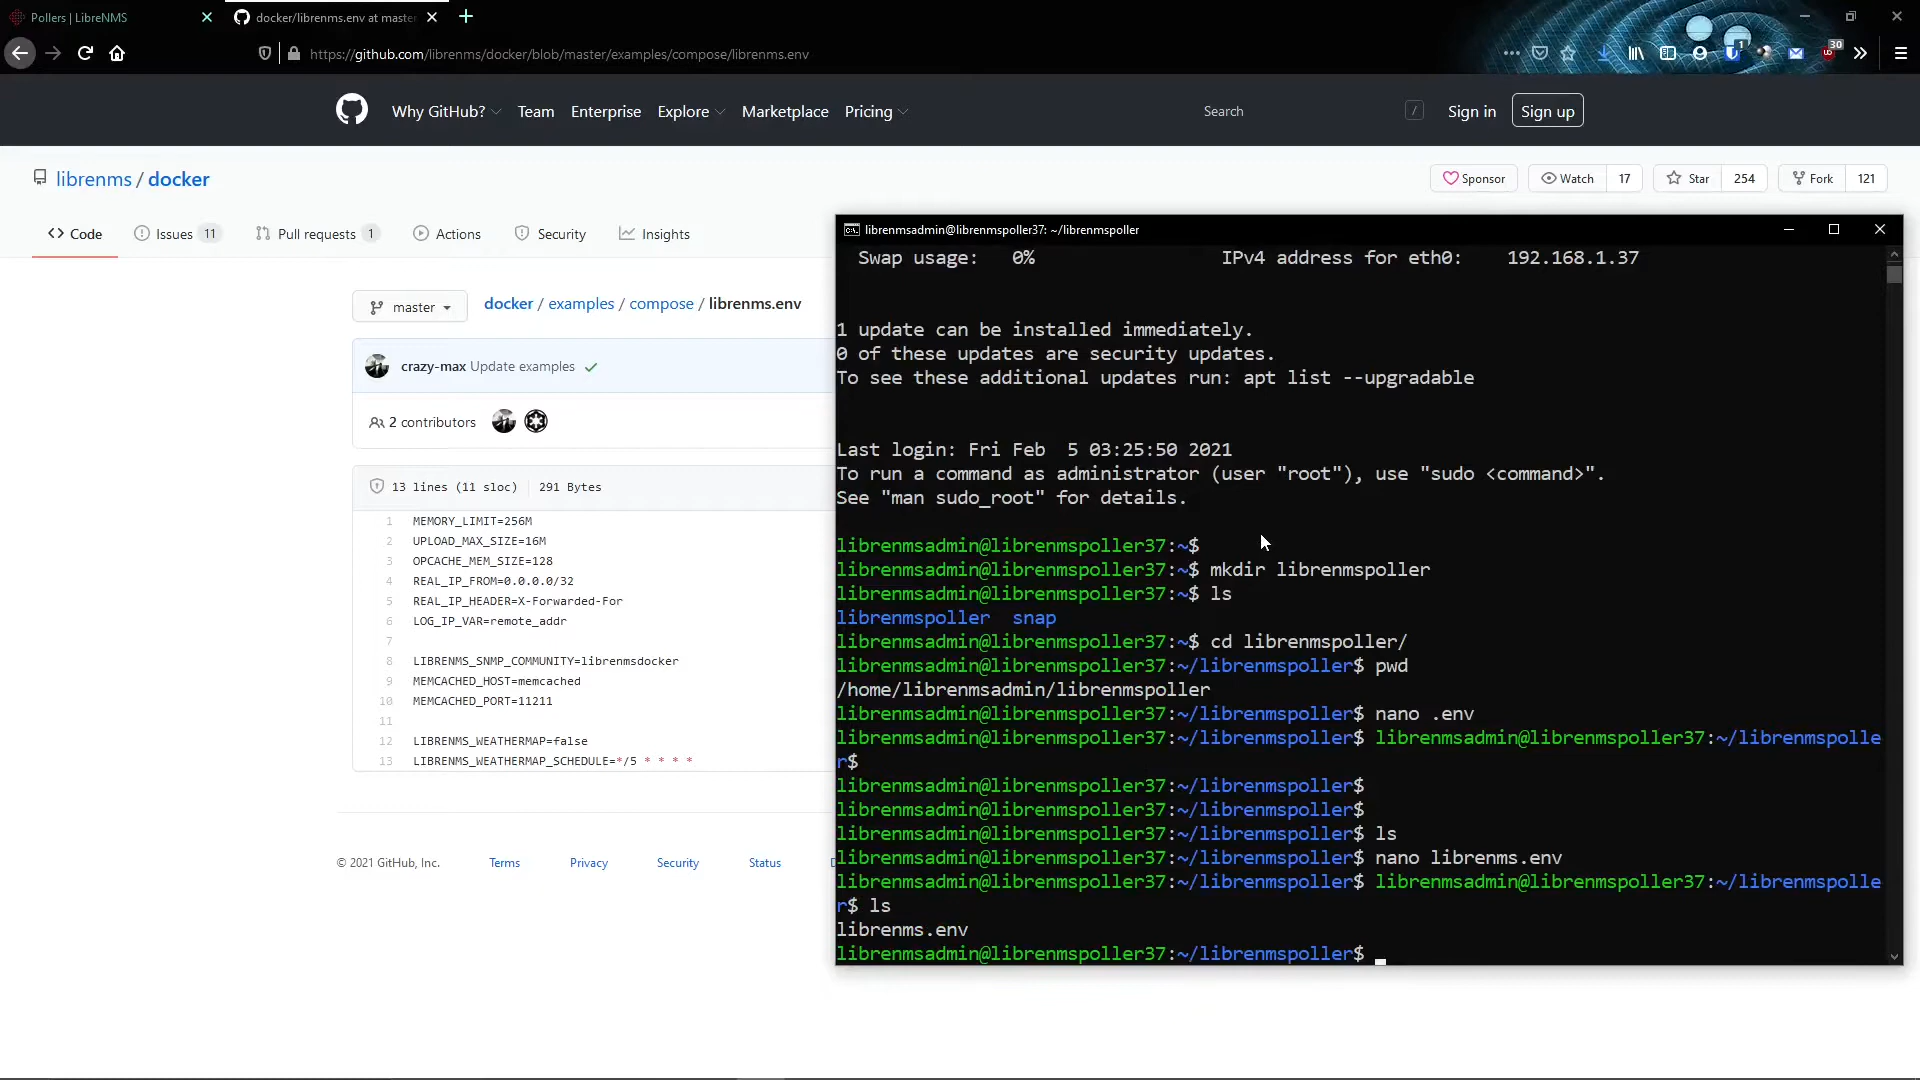 Pollers | LibreNMS
docker/librenms.env at master
https://github.com/librenms/docker/blob/master/examples/compose/librenms.env
1
30
Why GitHub?
Team
Enterprise
Explore
Marketplace
Pricing
Search
/
Sign in
Sign up
librenms / docker
Sponsor
Watch 17
Star 254
Fork 121
Code
Issues 11
Pull requests 1
Actions
Security
Insights
master
docker / examples / compose / librenms.env
crazy-max Update examples
2 contributors
13 lines (11 sloc) 291 Bytes
1 MEMORY_LIMIT=256M
2 UPLOAD_MAX_SIZE=16M
3 OPCACHE_MEM_SIZE=128
4 REAL_IP_FROM=0.0.0.0/32
5 REAL_IP_HEADER=X-Forwarded-For
6 LOG_IP_VAR=remote_addr
7
8 LIBRENMS_SNMP_COMMUNITY=librenmsdocker
9 MEMCACHED_HOST=memcached
10 MEMCACHED_PORT=11211
11
12 LIBRENMS_WEATHERMAP=false
13 LIBRENMS_WEATHERMAP_SCHEDULE=*/5 * * * *
© 2021 GitHub, Inc.
Terms
Privacy
Security
Status
librenmsadmin@librenmspoller37: ~/librenmspoller
Swap usage: 0% IPv4 address for eth0: 192.168.1.37
1 update can be installed immediately.
0 of these updates are security updates.
To see these additional updates run: apt list --upgradable
Last login: Fri Feb 5 03:25:50 2021
To run a command as administrator (user "root"), use "sudo <command>".
See "man sudo_root" for details.
librenmsadmin@librenmspoller37:~$
librenmsadmin@librenmspoller37:~$ mkdir librenmspoller
librenmsadmin@librenmspoller37:~$ ls
librenmspoller snap
librenmsadmin@librenmspoller37:~$ cd librenmspoller/
librenmsadmin@librenmspoller37:~/librenmspoller$ pwd
/home/librenmsadmin/librenmspoller
librenmsadmin@librenmspoller37:~/librenmspoller$ nano .env
librenmsadmin@librenmspoller37:~/librenmspoller$ librenmsadmin@librenmspoller37:~/librenmspolle
r$
librenmsadmin@librenmspoller37:~/librenmspoller$
librenmsadmin@librenmspoller37:~/librenmspoller$
librenmsadmin@librenmspoller37:~/librenmspoller$ ls
librenmsadmin@librenmspoller37:~/librenmspoller$ nano librenms.env
librenmsadmin@librenmspoller37:~/librenmspoller$ librenmsadmin@librenmspoller37:~/librenmspolle
r$ ls
librenms.env
librenmsadmin@librenmspoller37:~/librenmspoller$